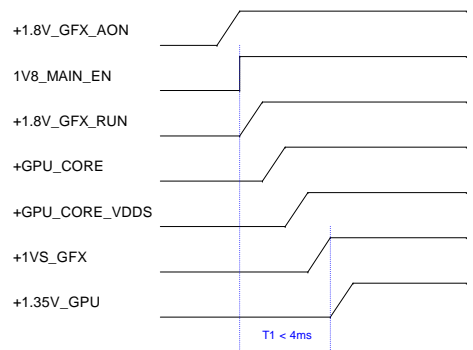 +1.8V_GFX_AON
1V8_MAIN_EN
+1.8V_GFX_RUN
+GPU_CORE
+GPU_CORE_VDDS
+1VS_GFX
+1.35V_GPU
T1 < 4ms